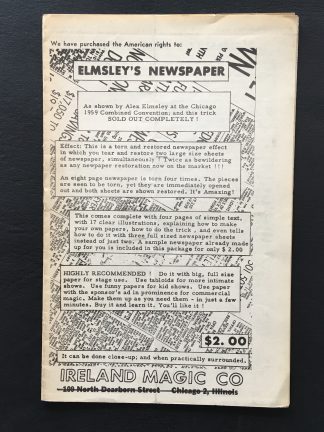 We have purchased the American rights to:
ELMSLEY'S NEWSPAPER
As shown by Alex Elmsley at the Chicago
1959 Combined Convention; and this trick
SOLD OUT COMPLETELY!
Effect: This is a torn and restored newspaper effect
in which you tear and restore two large size sheets
of newspaper, simultaneously! Twice as bewildering
as any newspaper restoration now on the market!!!
An eight page newspaper is torn four times. The pieces
are seen to be torn, yet they are immediately opened
out and both sheets are shown restored. It's Amazing!
This comes complete with four pages of simple text,
with 17 clear illustrations, explaining how to make
your own papers, how to do the trick, and even tells
how to do it with three full sized newspaper sheets
instead of just two. A sample newspaper already made
up for you is included in this package for only $2.00
HIGHLY RECOMMENDED! Do it with big, full size
paper for stage use. Use tabloids for more intimate
shows. Use funny papers for kid shows. Use paper
with the sponsor's ad in prominence for commercial
magic. Make them up as you need them - in just a few
minutes. Buy it and learn it. You'll like it!
$2.00
It can be done close-up; and when practically surrounded.
IRELAND MAGIC CO
109 North Dearborn Street Chicago 2, Illinois